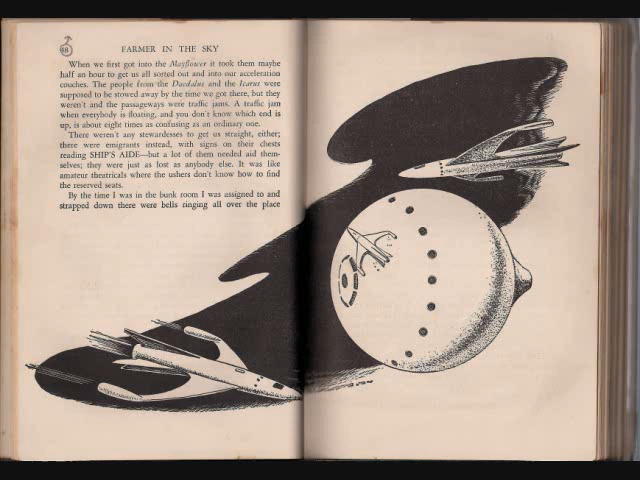 68 FARMER IN THE SKY
When we first got into the Mayflower it took them maybe
half an hour to get us all sorted out and into our acceleration
couches. The people from the Daedalus and the Icarus were
supposed to be stowed away by the time we got there, but they
weren't and the passageways were traffic jams. A traffic jam
when everybody is floating, and you don't know which end is
up, is about eight times as confusing as an ordinary one.
There weren't any stewardesses to get us straight, either;
there were emigrants instead, with signs on their chests
reading SHIP'S AIDE—but a lot of them needed aid them-
selves; they were just as lost as anybody else. It was like
amateur theatricals where the ushers don't know how to find
the reserved seats.
By the time I was in the bunk room I was assigned to and
strapped down there were bells ringing all over the place